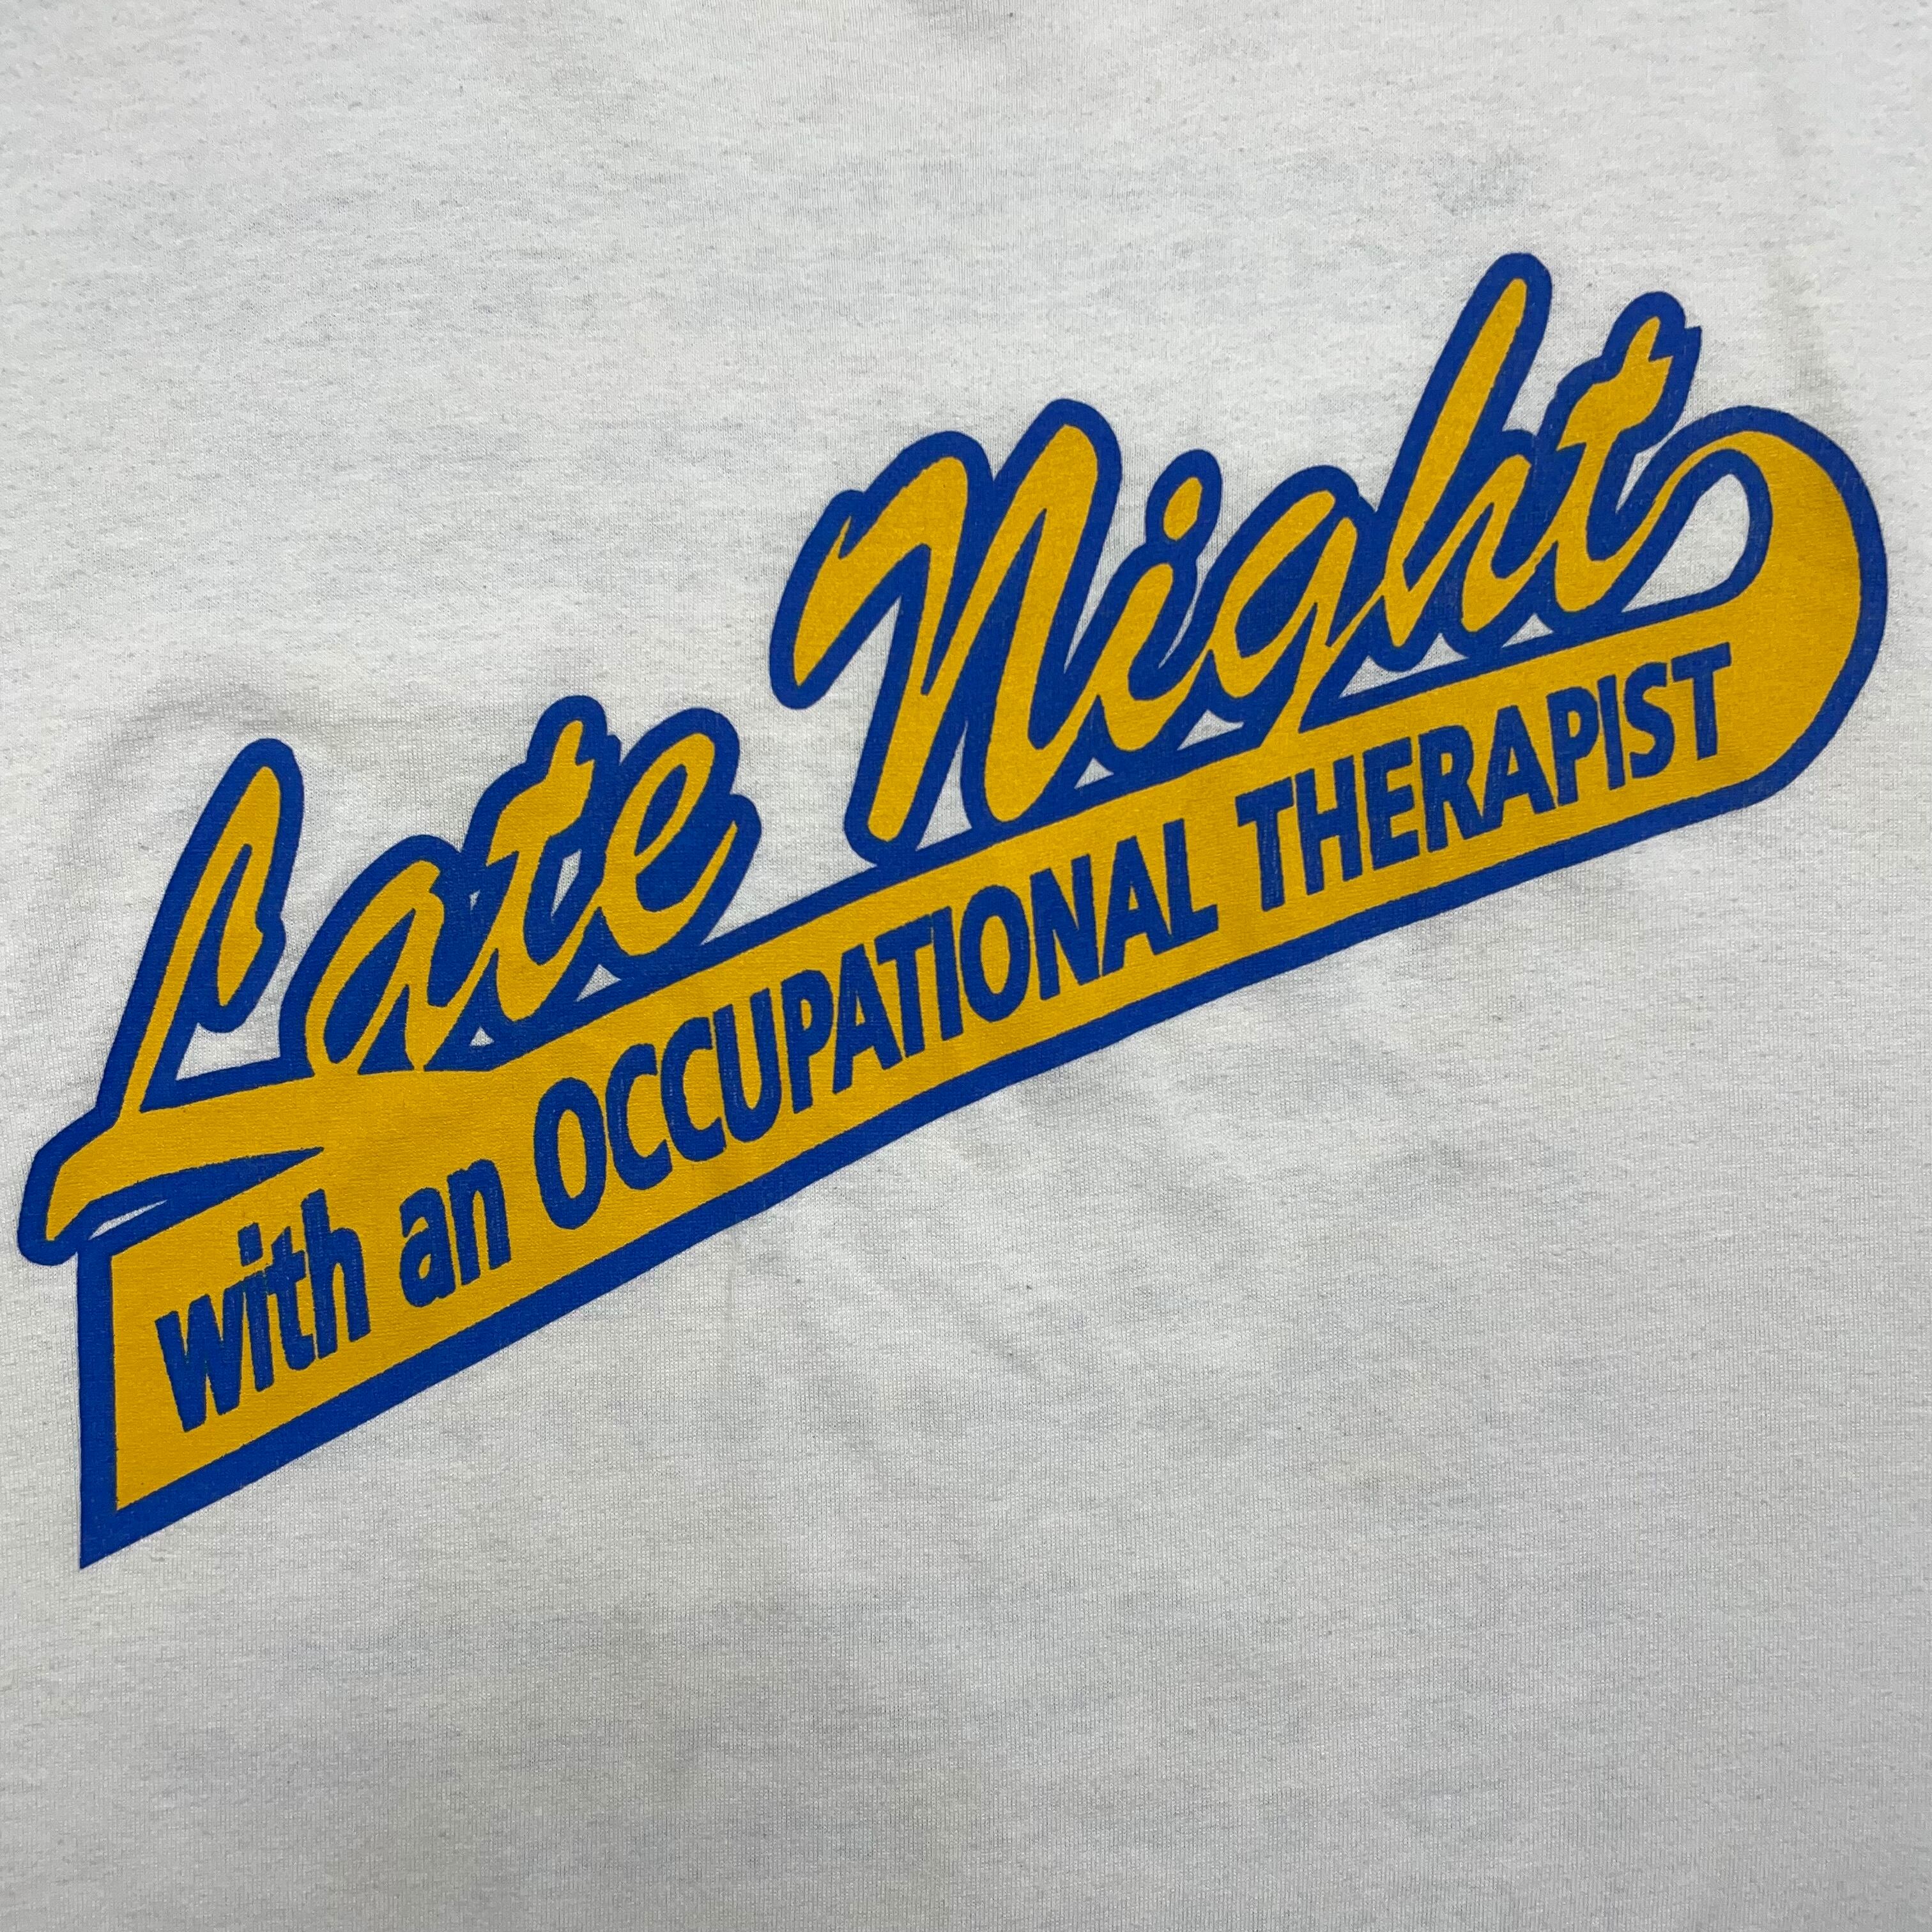 Late Night
with an OCCUPATIONAL THERAPIST